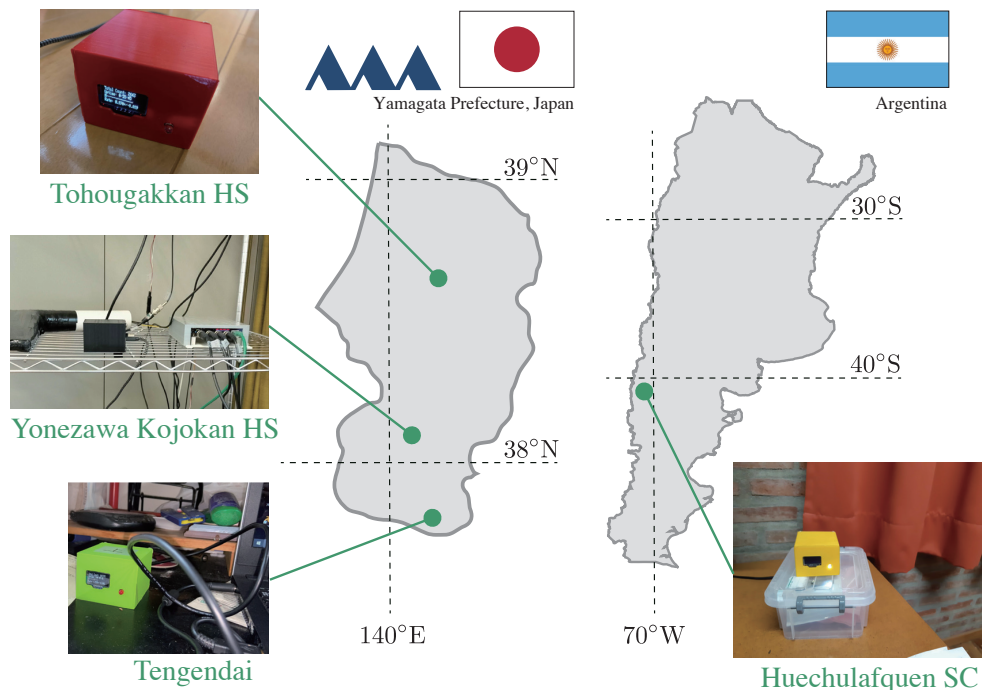 Yamagata Prefecture, Japan
Argentina
Tohougakkan HS
39°N
30°S
40°S
Yonezawa Kojokan HS
38°N
140°E
70°W
Tengendai
Huechulafquen SC